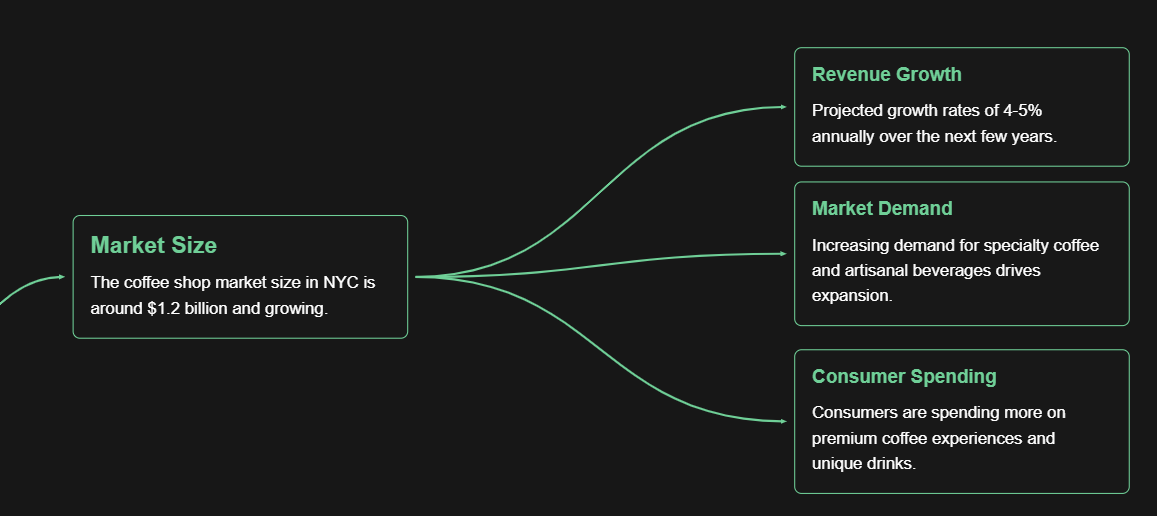 Market Size
The coffee shop market size in NYC is
around $1.2 billion and growing.
Revenue Growth
Projected growth rates of 4-5%
annually over the next few years.
Market Demand
Increasing demand for specialty coffee
and artisanal beverages drives
expansion.
Consumer Spending
Consumers are spending more on
premium coffee experiences and
unique drinks.